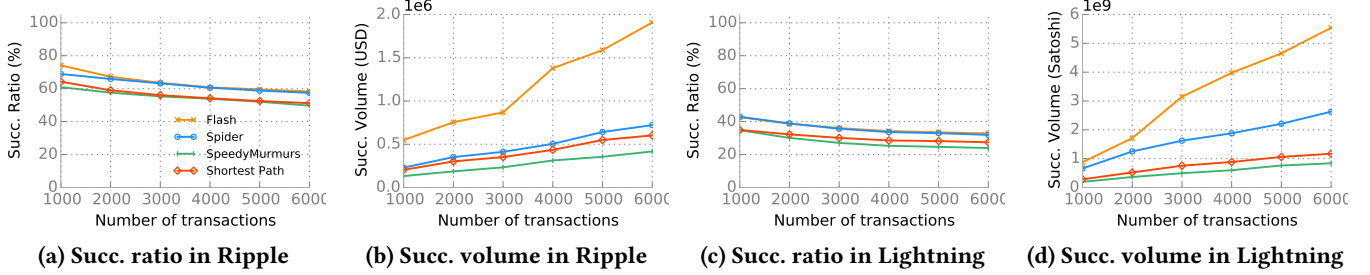 100
80
60
40
20
0
Succ. Ratio (%)
Flash
Spider
SpeedyMurmurs
Shortest Path
1000 2000 3000 4000 5000 6000
Number of transactions
(a) Succ. ratio in Ripple
1e6
2.0
1.5
1.0
0.5
0.0
Succ. Volume (USD)
1000 2000 3000 4000 5000 6000
Number of transactions
(b) Succ. volume in Ripple
100
80
60
40
20
0
Succ. Ratio (%)
1000 2000 3000 4000 5000 6000
Number of transactions
(c) Succ. ratio in Lightning
1e9
6
5
4
3
2
1
0
Succ. Volume (Satoshi)
1000 2000 3000 4000 5000 6000
Number of transactions
(d) Succ. volume in Lightning